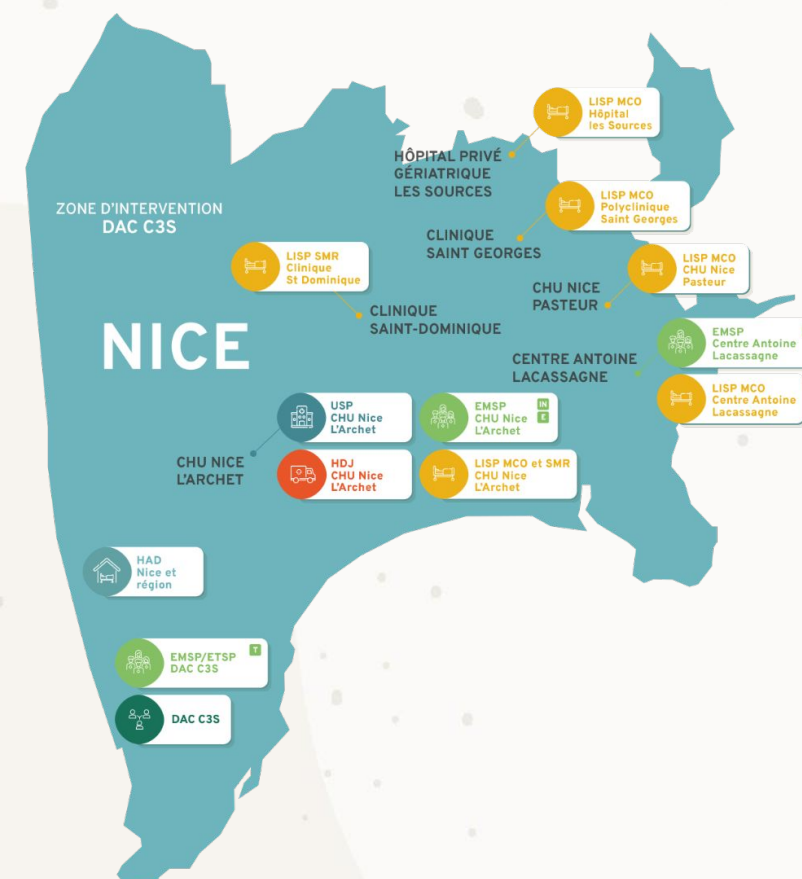 LISP MCO
Hôpital
les Sources
HÔPITAL PRIVÉ
GÉRIATRIQUE
LES SOURCES
ZONE D'INTERVENTION
DAC C3S
LISP MCO
Polyclinique
Saint Georges
CLINIQUE
SAINT GEORGES
LISP SMR
Clinique
St Dominique
LISP MCO
CHU Nice
Pasteur
CHU NICE
PASTEUR
CLINIQUE
SAINT-DOMINIQUE
NICE
EMSP
Centre Antoine
Lacassagne
CENTRE ANTOINE
LACASSAGNE
LISP MCO
Centre Antoine
Lacassagne
USP
CHU Nice
L'Archet
EMSP
CHU Nice
L'Archet
IN
E
CHU NICE
L'ARCHET
HDJ
CHU Nice
L'Archet
LISP MCO et SMR
CHU Nice
L'Archet
HAD
Nice et
région
EMSP/ETSP
DAC C3S
T
DAC C3S